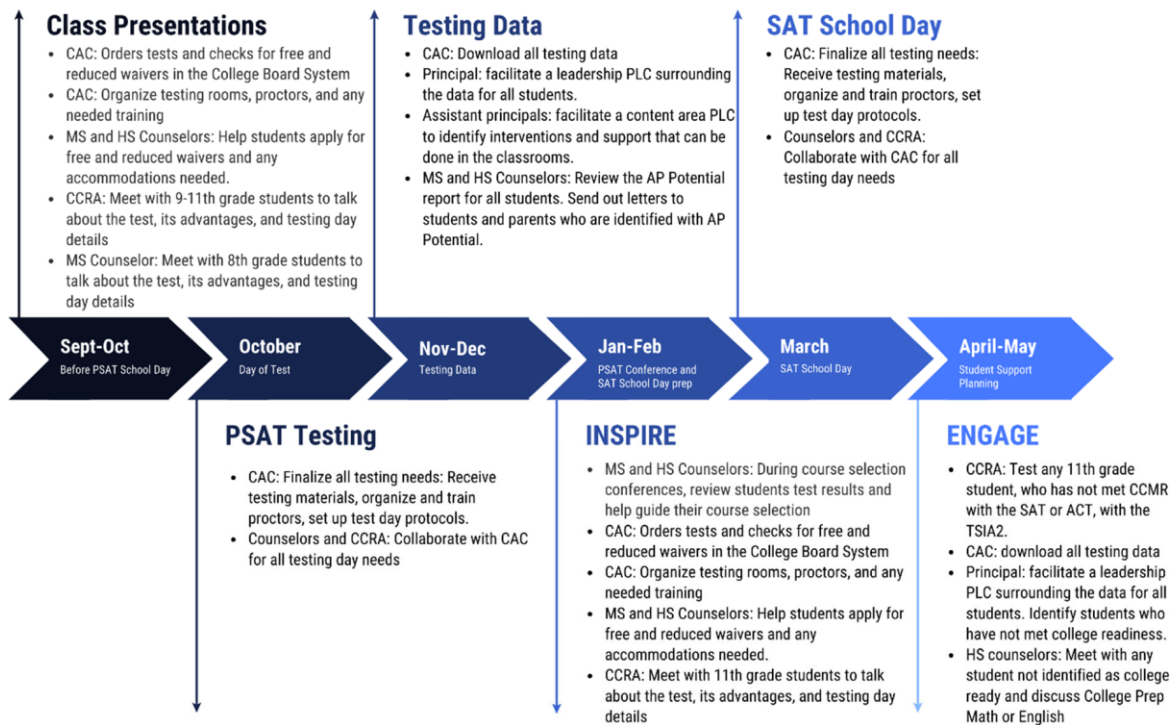 Class Presentations
• CAC: Orders tests and checks for free and
reduced waivers in the College Board System
• CAC: Organize testing rooms, proctors, and any
needed training
• MS and HS Counselors: Help students apply for
free and reduced waivers and any
accommodations needed.
• CCRA: Meet with 9-11th grade students to talk
about the test, its advantages, and testing day
details
• MS Counselor: Meet with 8th grade students to
talk about the test, its advantages, and testing
day details
Testing Data
• CAC: Download all testing data
• Principal: facilitate a leadership PLC surrounding
the data for all students.
• Assistant principals: facilitate a content area PLC
to identify interventions and support that can be
done in the classrooms.
• MS and HS Counselors: Review the AP Potential
report for all students. Send out letters to
students and parents who are identified with AP
Potential.
SAT School Day
• CAC: Finalize all testing needs:
Receive testing materials,
organize and train proctors, set
up test day protocols.
• Counselors and CCRA:
Collaborate with CAC for all
testing day needs
Sept-Oct
Before PSAT School Day
October
Day of Test
Nov-Dec
Testing Data
Jan-Feb
PSAT Conference and
SAT School Day prep
March
SAT School Day
April-May
Student Support
Planning
PSAT Testing
• CAC: Finalize all testing needs: Receive
testing materials, organize and train
proctors, set up test day protocols.
• Counselors and CCRA: Collaborate with CAC
for all testing day needs
INSPIRE
• MS and HS Counselors: During course selection
conferences, review students test results and
help guide their course selection
• CAC: Orders tests and checks for free and
reduced waivers in the College Board System
• CAC: Organize testing rooms, proctors, and any
needed training
• MS and HS Counselors: Help students apply for
free and reduced waivers and any
accommodations needed.
• CCRA: Meet with 11th grade students to talk
about the test, its advantages, and testing day
details
ENGAGE
• CCRA: Test any 11th grade
student, who has not met CCMR
with the SAT or ACT, with the
TSIA2.
• CAC: download all testing data
• Principal: facilitate a leadership
PLC surrounding the data for all
students. Identify students who
have not met college readiness.
• HS counselors: Meet with any
student not identified as college
ready and discuss College Prep
Math or English